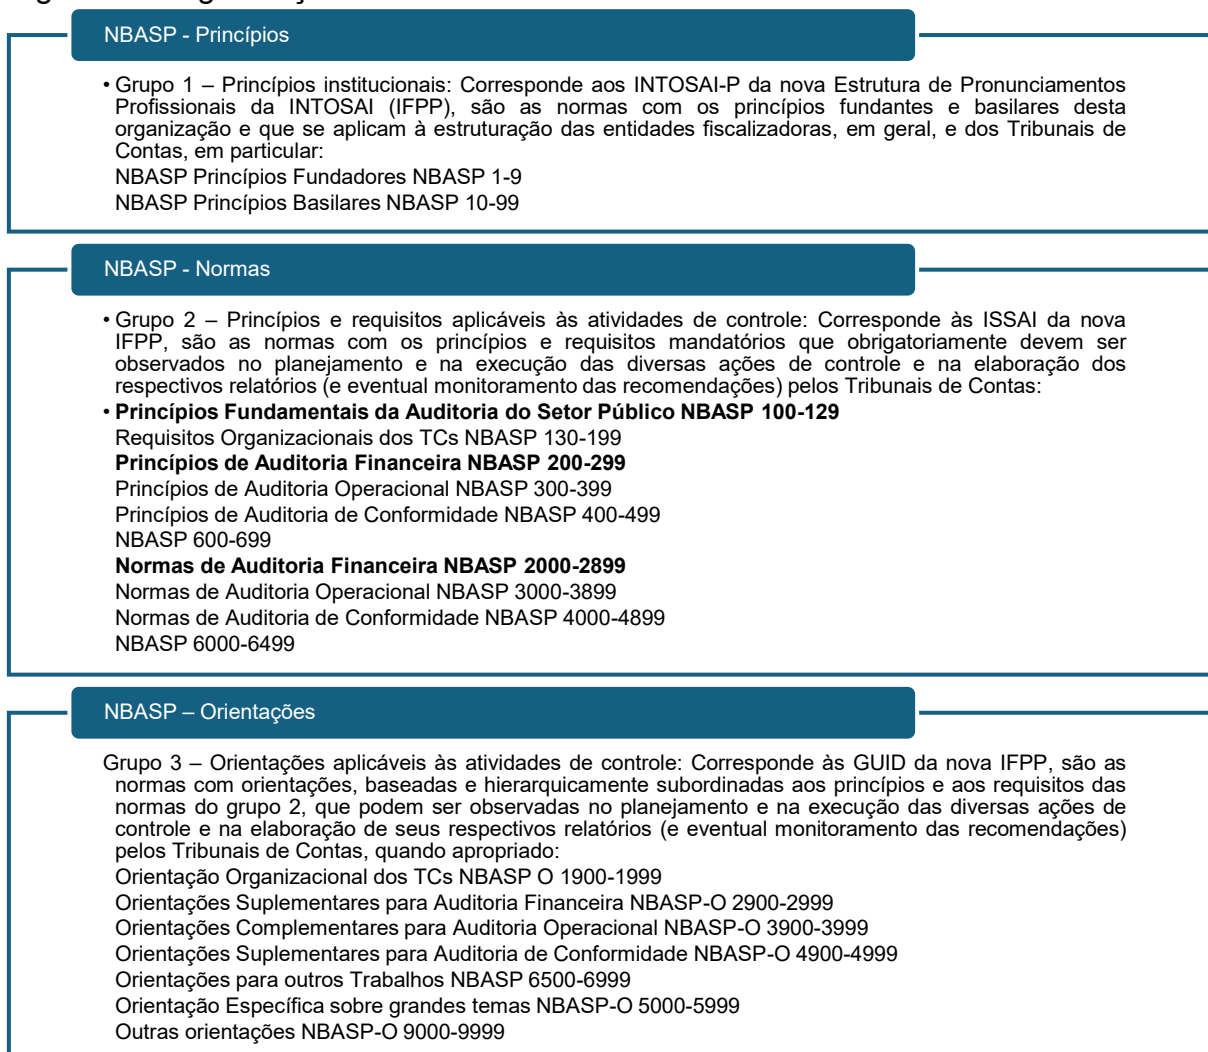 NBASP - Princípios
• Grupo 1 – Princípios institucionais: Corresponde aos INTOSAI-P da nova Estrutura de Pronunciamentos
Profissionais da INTOSAI (IFPP), são as normas com os princípios fundantes e basilares desta
organização e que se aplicam à estruturação das entidades fiscalizadoras, em geral, e dos Tribunais de
Contas, em particular:
NBASP Princípios Fundadores NBASP 1-9
NBASP Princípios Basilares NBASP 10-99
NBASP - Normas
• Grupo 2 – Princípios e requisitos aplicáveis às atividades de controle: Corresponde às ISSAI da nova
IFPP, são as normas com os princípios e requisitos mandatórios que obrigatoriamente devem ser
observados no planejamento e na execução das diversas ações de controle e na elaboração dos
respectivos relatórios (e eventual monitoramento das recomendações) pelos Tribunais de Contas:
• Princípios Fundamentais da Auditoria do Setor Público NBASP 100-129
Requisitos Organizacionais dos TCs NBASP 130-199
Princípios de Auditoria Financeira NBASP 200-299
Princípios de Auditoria Operacional NBASP 300-399
Princípios de Auditoria de Conformidade NBASP 400-499
NBASP 600-699
Normas de Auditoria Financeira NBASP 2000-2899
Normas de Auditoria Operacional NBASP 3000-3899
Normas de Auditoria de Conformidade NBASP 4000-4899
NBASP 6000-6499
NBASP – Orientações
Grupo 3 – Orientações aplicáveis às atividades de controle: Corresponde às GUID da nova IFPP, são as
normas com orientações, baseadas e hierarquicamente subordinadas aos princípios e aos requisitos das
normas do grupo 2, que podem ser observadas no planejamento e na execução das diversas ações de
controle e na elaboração de seus respectivos relatórios (e eventual monitoramento das recomendações)
pelos Tribunais de Contas, quando apropriado:
Orientação Organizacional dos TCs NBASP O 1900-1999
Orientações Suplementares para Auditoria Financeira NBASP-O 2900-2999
Orientações Complementares para Auditoria Operacional NBASP-O 3900-3999
Orientações Suplementares para Auditoria de Conformidade NBASP-O 4900-4999
Orientações para outros Trabalhos NBASP 6500-6999
Orientação Específica sobre grandes temas NBASP-O 5000-5999
Outras orientações NBASP-O 9000-9999